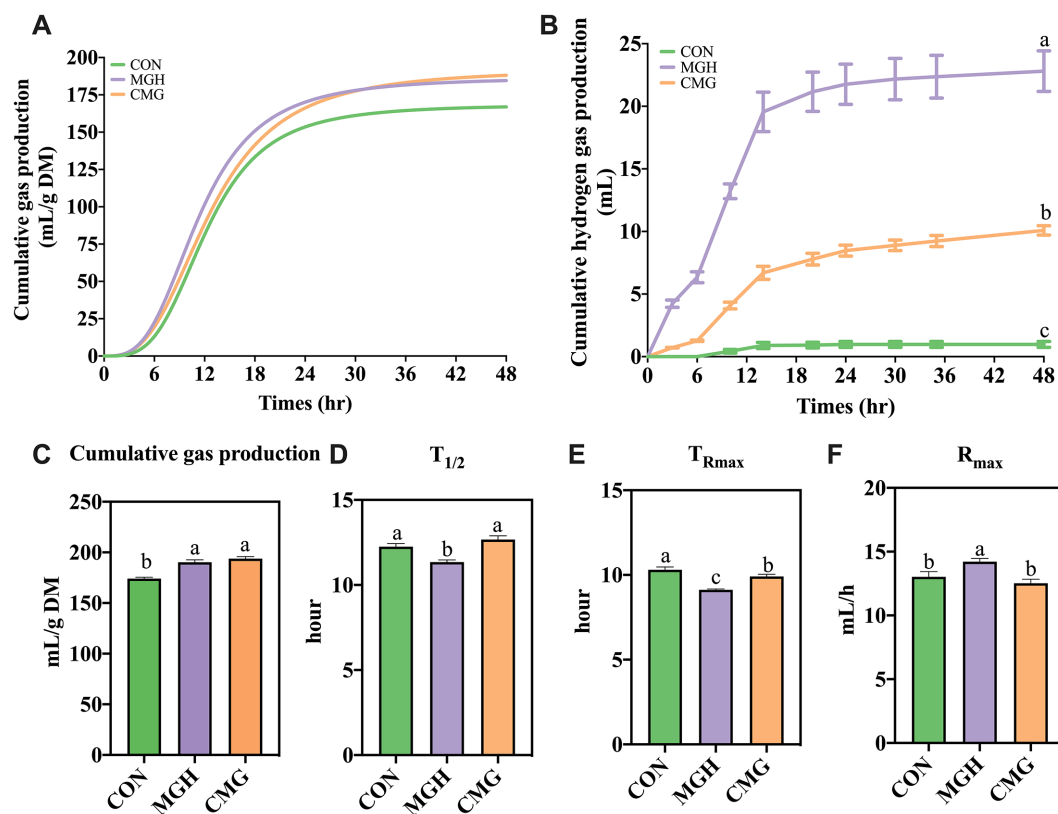 A
Cumulative gas production
(mL/g DM)
200
175
150
125
100
75
50
25
0
CON
MGH
CMG
0 6 12 18 24 30 36 42 48
Times (hr)
B
Cumulative hydrogen gas production
(mL)
25
20
15
10
5
0
CON
MGH
CMG
a
b
c
0 6 12 18 24 30 36 42 48
Times (hr)
C Cumulative gas production
mL/g DM
250
200
150
100
50
0
b a a
CON MGH CMG
D T1/2
hour
15
10
5
0
a b a
CON MGH CMG
E TRmax
hour
15
10
5
0
a c b
CON MGH CMG
F Rmax
mL/h
20
15
10
5
0
b a b
CON MGH CMG